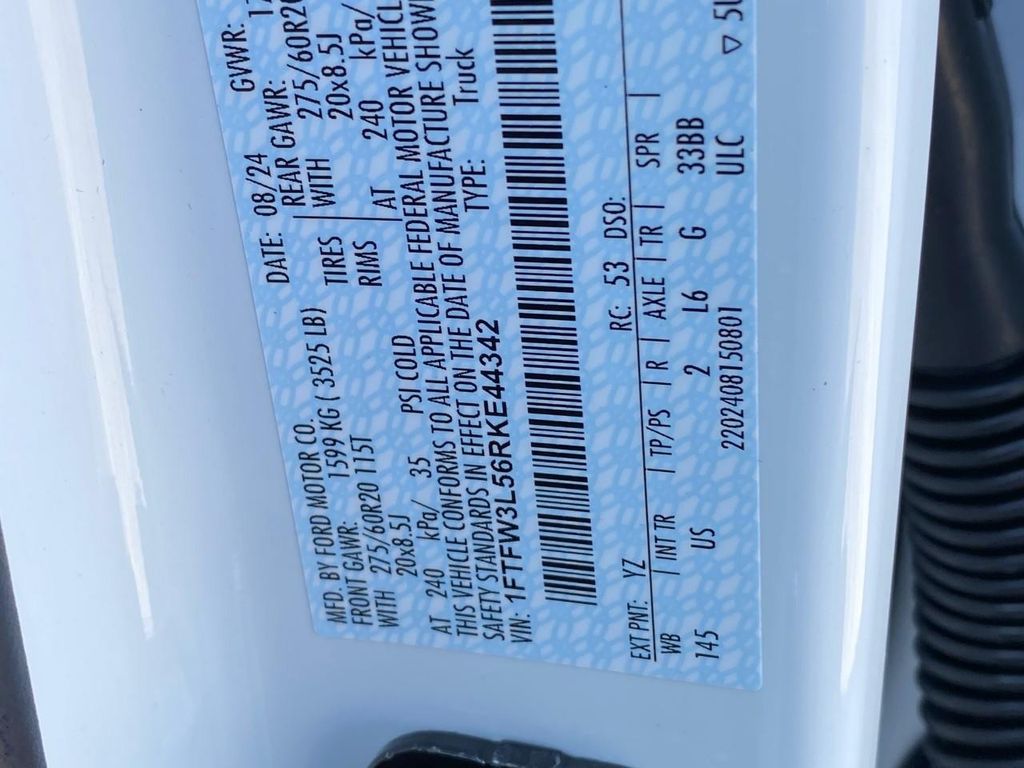 MFD. BY FORD MOTOR CO. DATE: 08/24 GVWR:
FRONT GAWR: 1599 KG ( 3525 LB) REAR GAWR:
WITH 275/60R20 115T TIRES WITH 275/60R20
20x8.5J RIMS 20x8.5J
AT 240 kPa/ 35 PSI COLD AT 240 kPa/
THIS VEHICLE CONFORMS TO ALL APPLICABLE FEDERAL MOTOR VEHICL
SAFETY STANDARDS IN EFFECT ON THE DATE OF MANUFACTURE SHOWN
VIN: 1FTFW3L56RKE44342 TYPE: Truck
EXT PNT: YZ RC: 53 DSO:
WB | INT TR | TP/PS | R | AXLE | TR | SPR |
145 US 2 L6 G 33BB
2202408150801 ULC ▽ 5U